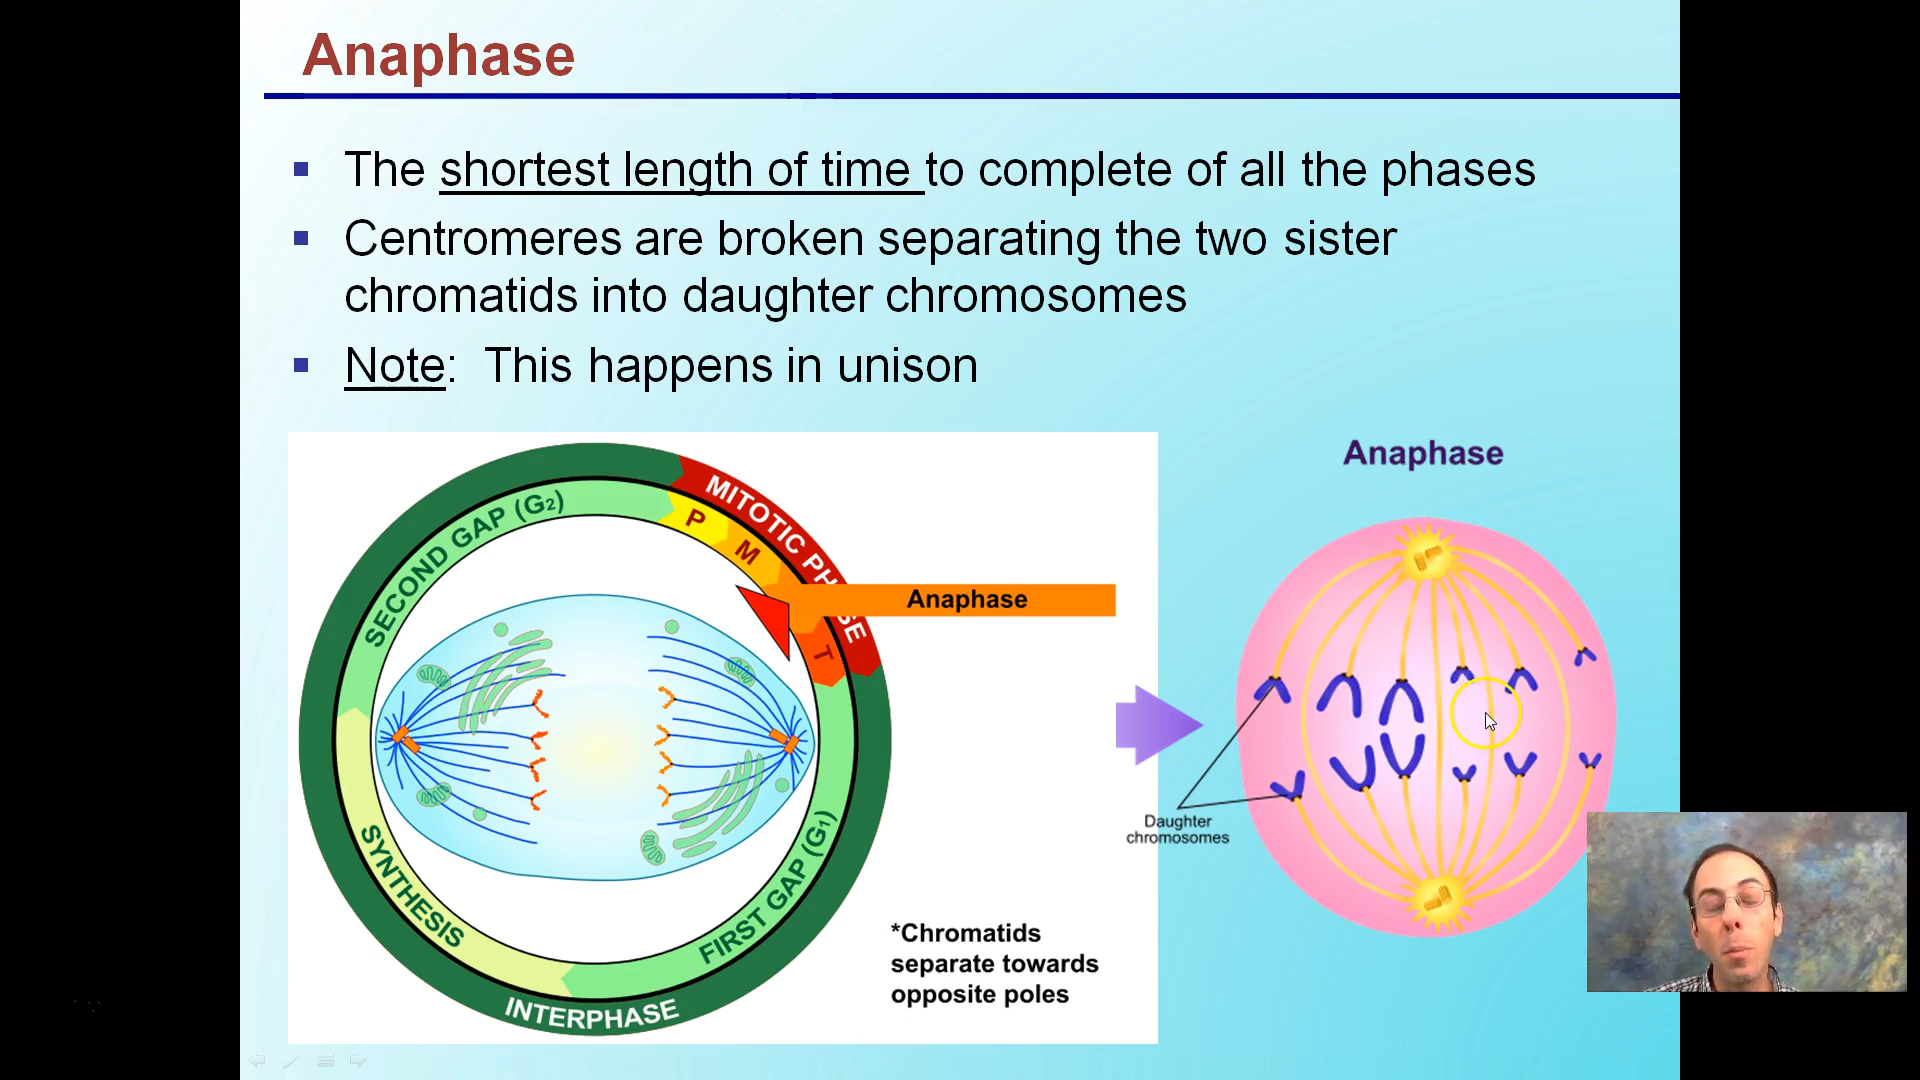 Anaphase
▪ The shortest length of time to complete of all the phases
▪ Centromeres are broken separating the two sister
chromatids into daughter chromosomes
▪ Note: This happens in unison
SECOND GAP (G2)
MITOTIC PHASE
P
M
Anaphase
T
SYNTHESIS
FIRST GAP (G1)
INTERPHASE
*Chromatids
separate towards
opposite poles
Anaphase
Daughter
chromosomes